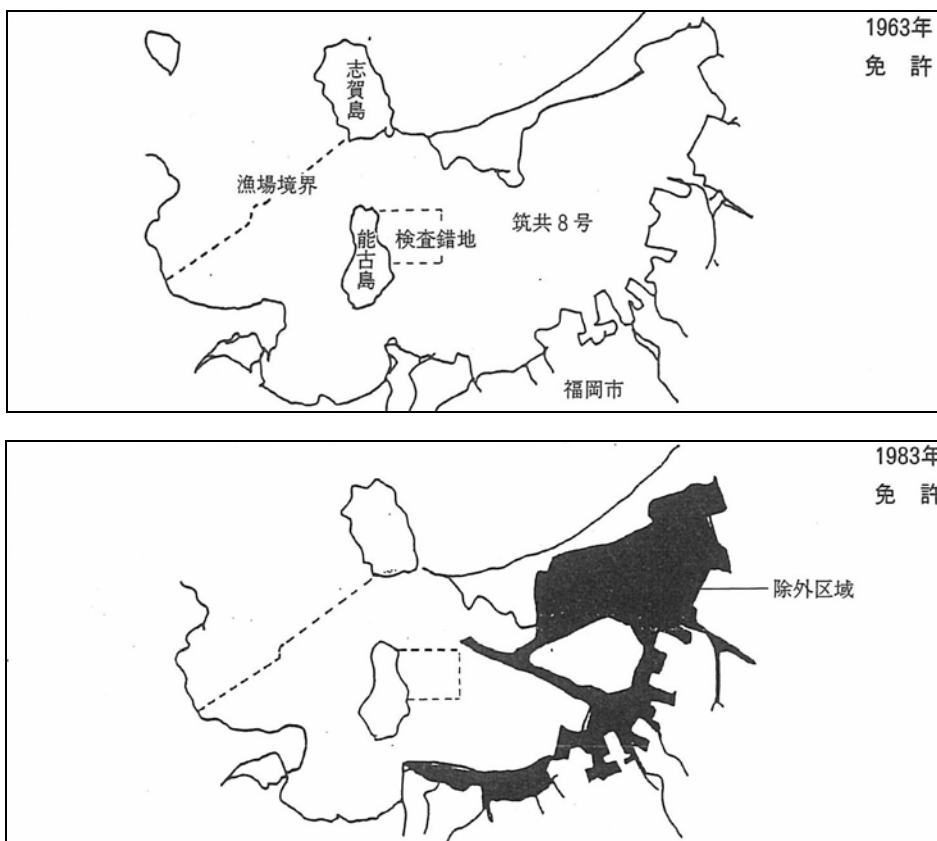 1963年
免許
志賀島
漁場境界
能古島
検査錨地
筑共8号
福岡市
1983年
免許
除外区域